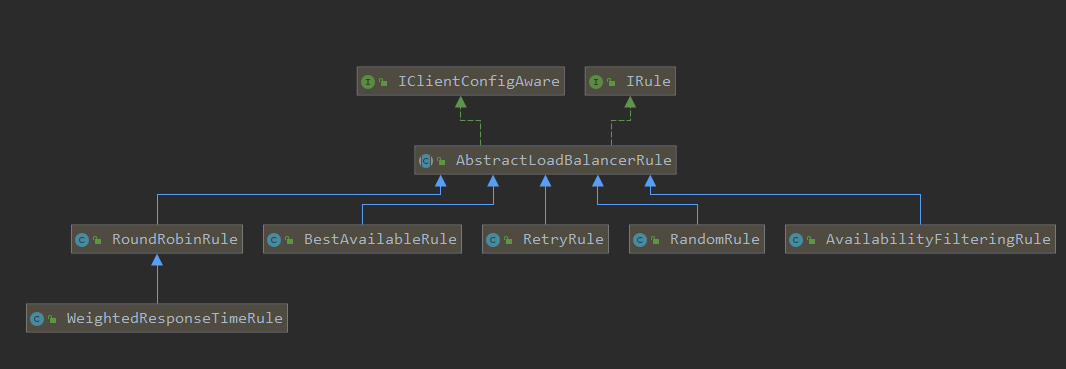 IClientConfigAware
IRule
AbstractLoadBalancerRule
RoundRobinRule
BestAvailableRule
RetryRule
RandomRule
AvailabilityFilteringRule
WeightedResponseTimeRule